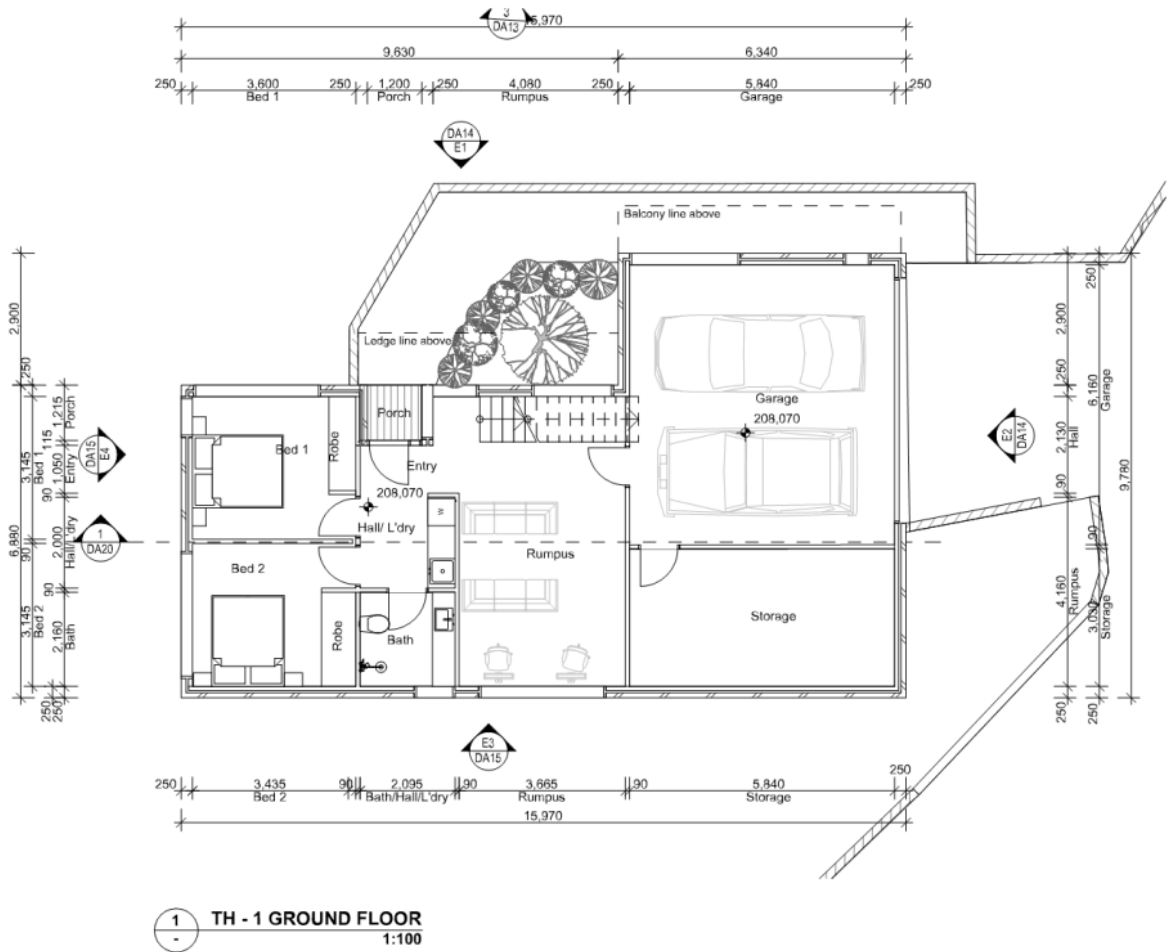 3
DA13
15,970
9,630
6,340
250
3,600
250
1,200
250
4,080
250
5,840
250
Bed 1
Porch
Rumpus
Garage
DA14
E1
Balcony line above
Ledge line above
2,900
250
6,880
3,145
Bed 1
90
3,145
Bed 2
250
1,215
Porch
115
1,050
Entry
90
2,000
Hall/L'dry
90
2,160
Bath
250
DA15
E4
1
DA20
Bed 1
Robe
Porch
Entry
208,070
Hall/ L'dry
W
Garage
208,070
Bed 2
Robe
Bath
Rumpus
Storage
2,900
250
2,130
Hall
90
4,160
Rumpus
250
250
6,160
Garage
90
3,030
Storage
250
9,780
E2
DA14
E3
DA15
250
3,435
90
2,095
90
3,665
90
5,840
250
Bed 2
Bath/Hall/L'dry
Rumpus
Storage
15,970
1
-
TH - 1 GROUND FLOOR
1:100